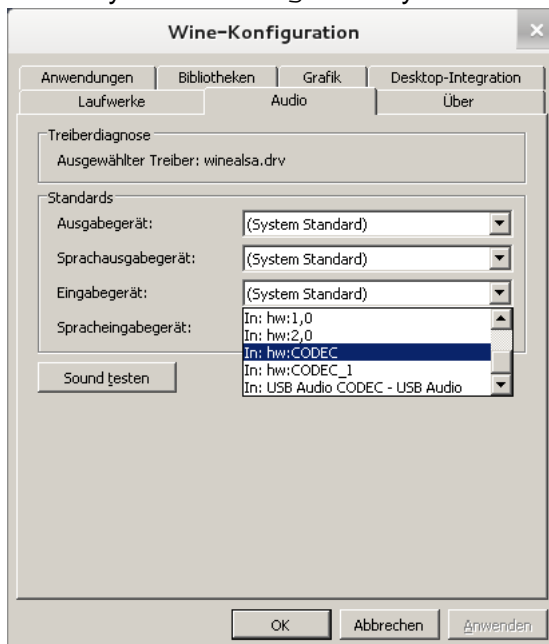 Wine-Konfiguration
Anwendungen Bibliotheken Grafik Desktop-Integration
Laufwerke Audio Über
Treiberdiagnose
Ausgewählter Treiber: winealsa.drv
Standards
Ausgabegerät: (System Standard)
Sprachausgabegerät: (System Standard)
Eingabegerät: (System Standard)
Spracheingabegerät:
In: hw:1,0
In: hw:2,0
In: hw:CODEC
In: hw:CODEC_1
In: USB Audio CODEC - USB Audio
Sound testen
OK Abbrechen Anwenden